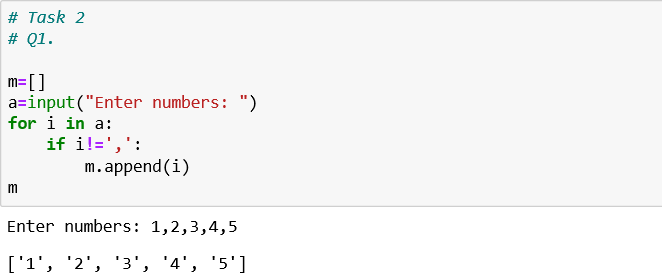 # Task 2
# Q1.
m=[]
a=input("Enter numbers: ")
for i in a:
    if i!=',':
        m.append(i)
m
Enter numbers: 1,2,3,4,5
['1', '2', '3', '4', '5']